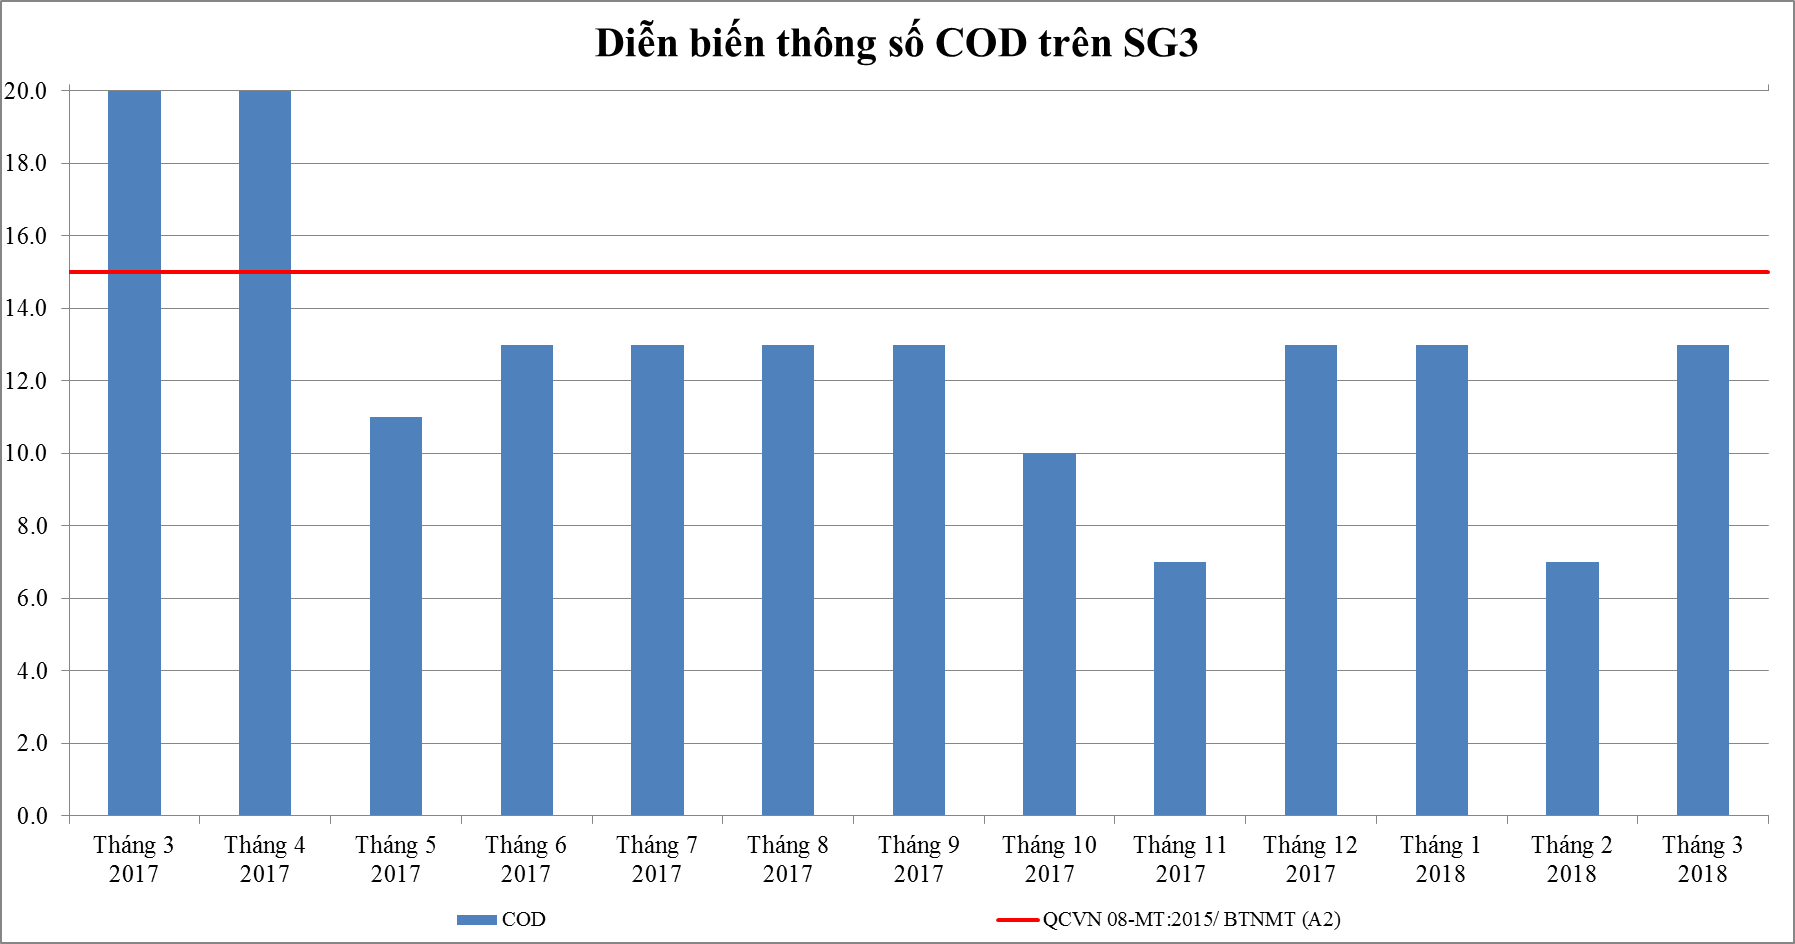 Diễn biến thông số COD trên SG3
20.0
18.0
16.0
14.0
12.0
10.0
8.0
6.0
4.0
2.0
0.0
Tháng 3
2017
Tháng 4
2017
Tháng 5
2017
Tháng 6
2017
Tháng 7
2017
Tháng 8
2017
Tháng 9
2017
Tháng 10
2017
Tháng 11
2017
Tháng 12
2017
Tháng 1
2018
Tháng 2
2018
Tháng 3
2018
COD
QCVN 08-MT:2015/ BTNMT (A2)